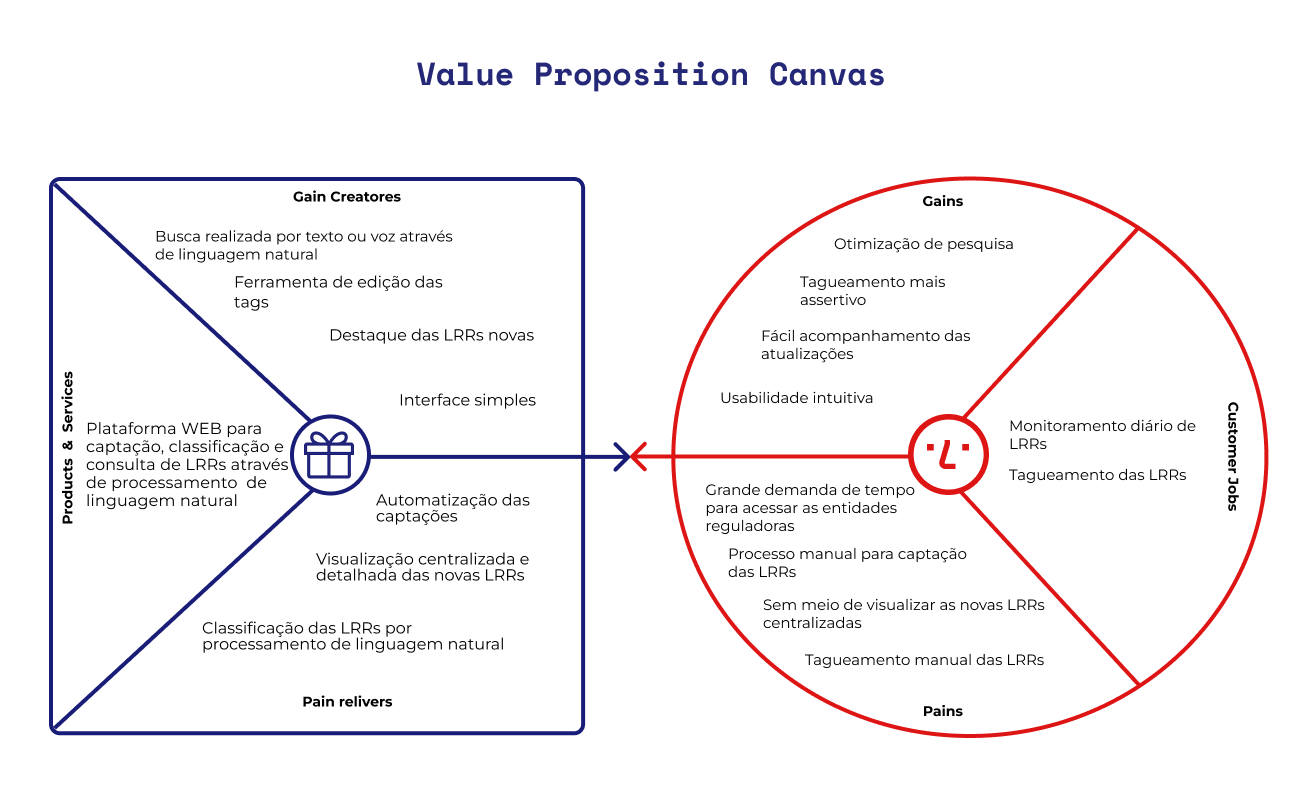 Value Proposition Canvas
Gain Creatores
Busca realizada por texto ou voz através
de linguagem natural
Ferramenta de edição das
tags
Destaque das LRRs novas
Interface simples
Products & Services
Plataforma WEB para
captação, classificação e
consulta de LRRs através
de processamento de
linguagem natural
Automatização das
captações
Visualização centralizada e
detalhada das novas LRRs
Classificação das LRRs por
processamento de linguagem natural
Pain relivers
Gains
Otimização de pesquisa
Tagueamento mais
assertivo
Fácil acompanhamento das
atualizações
Usabilidade intuitiva
Customer Jobs
Monitoramento diário de
LRRs
Tagueamento das LRRs
Grande demanda de tempo
para acessar as entidades
reguladoras
Processo manual para captação
das LRRs
Sem meio de visualizar as novas LRRs
centralizadas
Tagueamento manual das LRRs
Pains